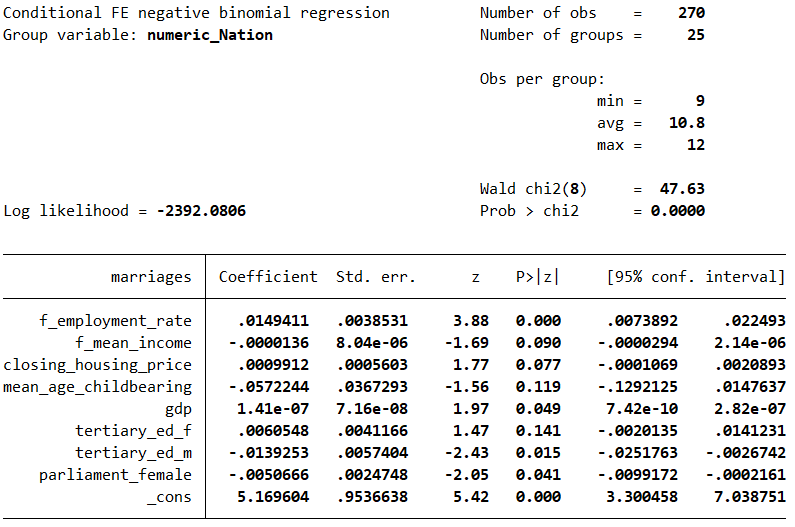 Conditional FE negative binomial regression Number of obs = 270
Group variable: numeric_Nation Number of groups = 25
Obs per group:
min = 9
avg = 10.8
max = 12
Wald chi2(8) = 47.63
Log likelihood = -2392.0806 Prob > chi2 = 0.0000
marriages Coefficient Std. err. z P>|z| [95% conf. interval]
f_employment_rate .0149411 .0038531 3.88 0.000 .0073892 .022493
f_mean_income -.0000136 8.04e-06 -1.69 0.090 -.0000294 2.14e-06
closing_housing_price .0009912 .0005603 1.77 0.077 -.0001069 .0020893
mean_age_childbearing -.0572244 .0367293 -1.56 0.119 -.1292125 .0147637
gdp 1.41e-07 7.16e-08 1.97 0.049 7.42e-10 2.82e-07
tertiary_ed_f .0060548 .0041166 1.47 0.141 -.0020135 .0141231
tertiary_ed_m -.0139253 .0057404 -2.43 0.015 -.0251763 -.0026742
parliament_female -.0050666 .0024748 -2.05 0.041 -.0099172 -.0002161
_cons 5.169604 .9536638 5.42 0.000 3.300458 7.038751